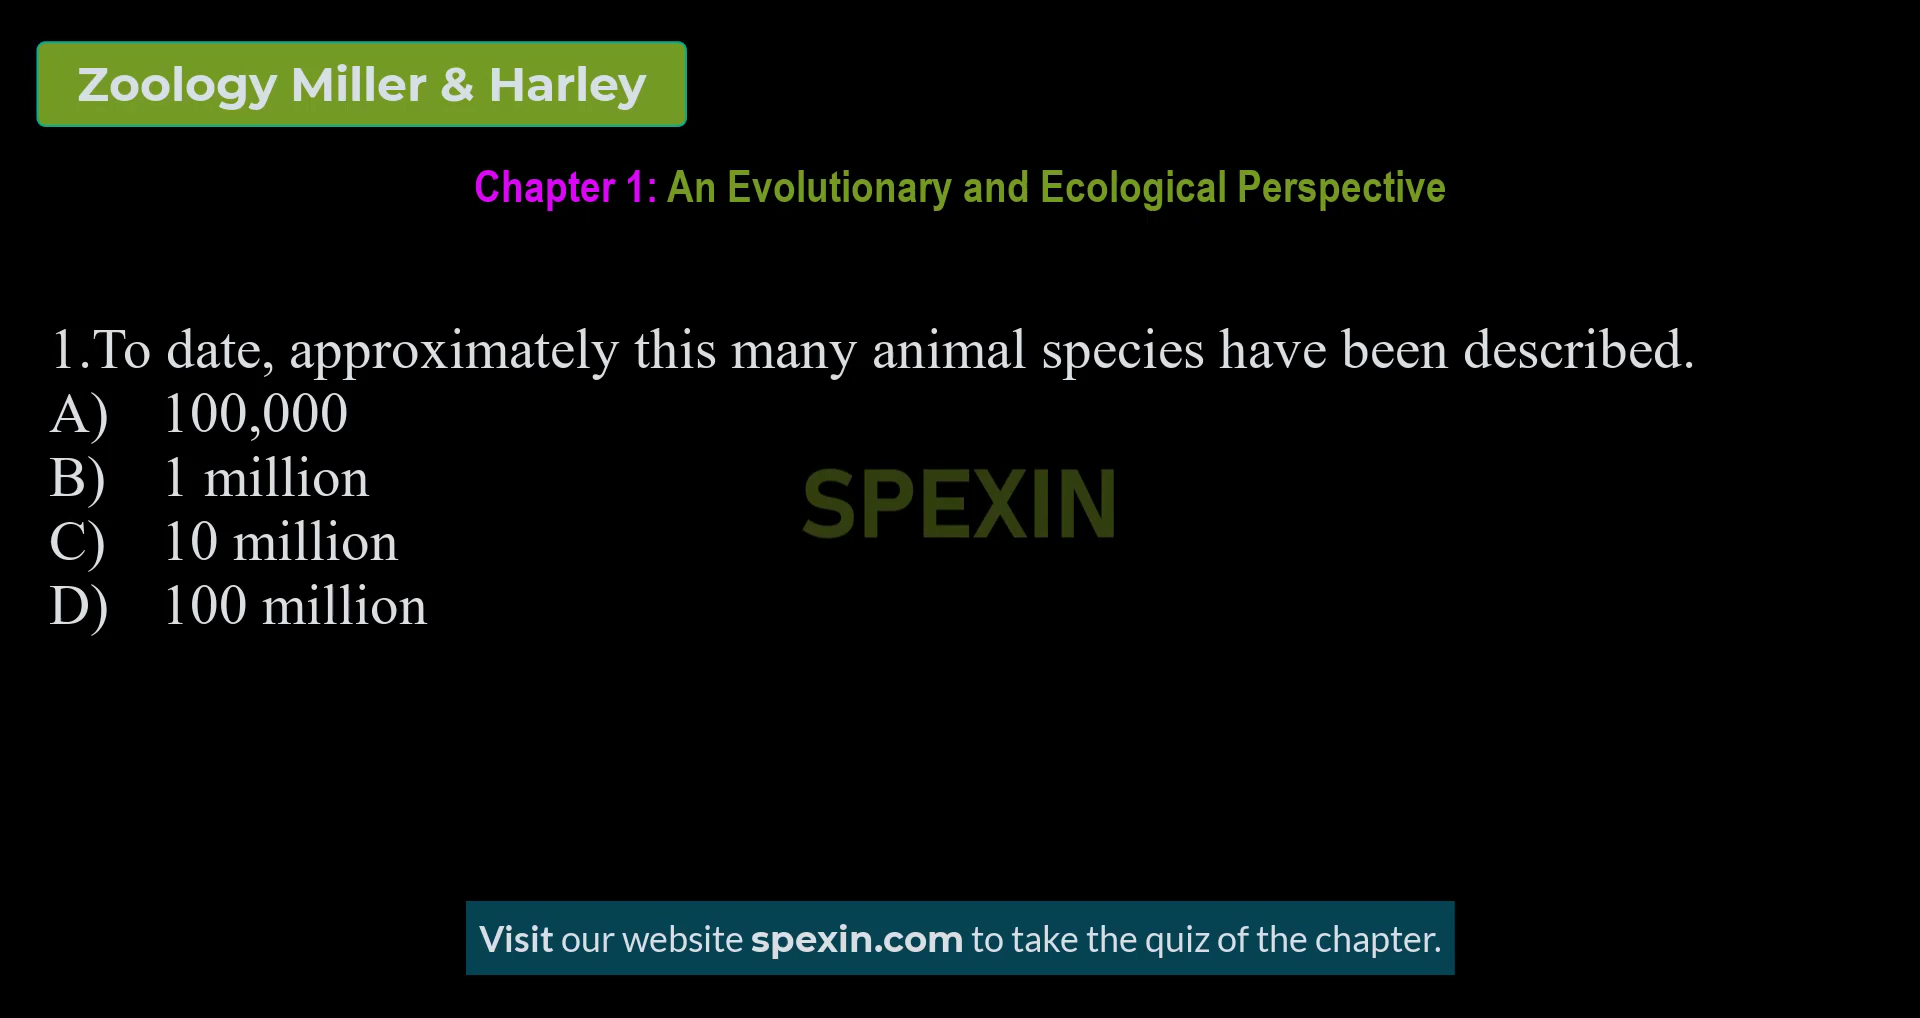 Zoology Miller & Harley
Chapter 1: An Evolutionary and Ecological Perspective
1.To date, approximately this many animal species have been described.
A) 100,000
B) 1 million
SPEXIN
C) 10 million
D) 100 million
Visit our website spexin.com to take the quiz of the chapter.